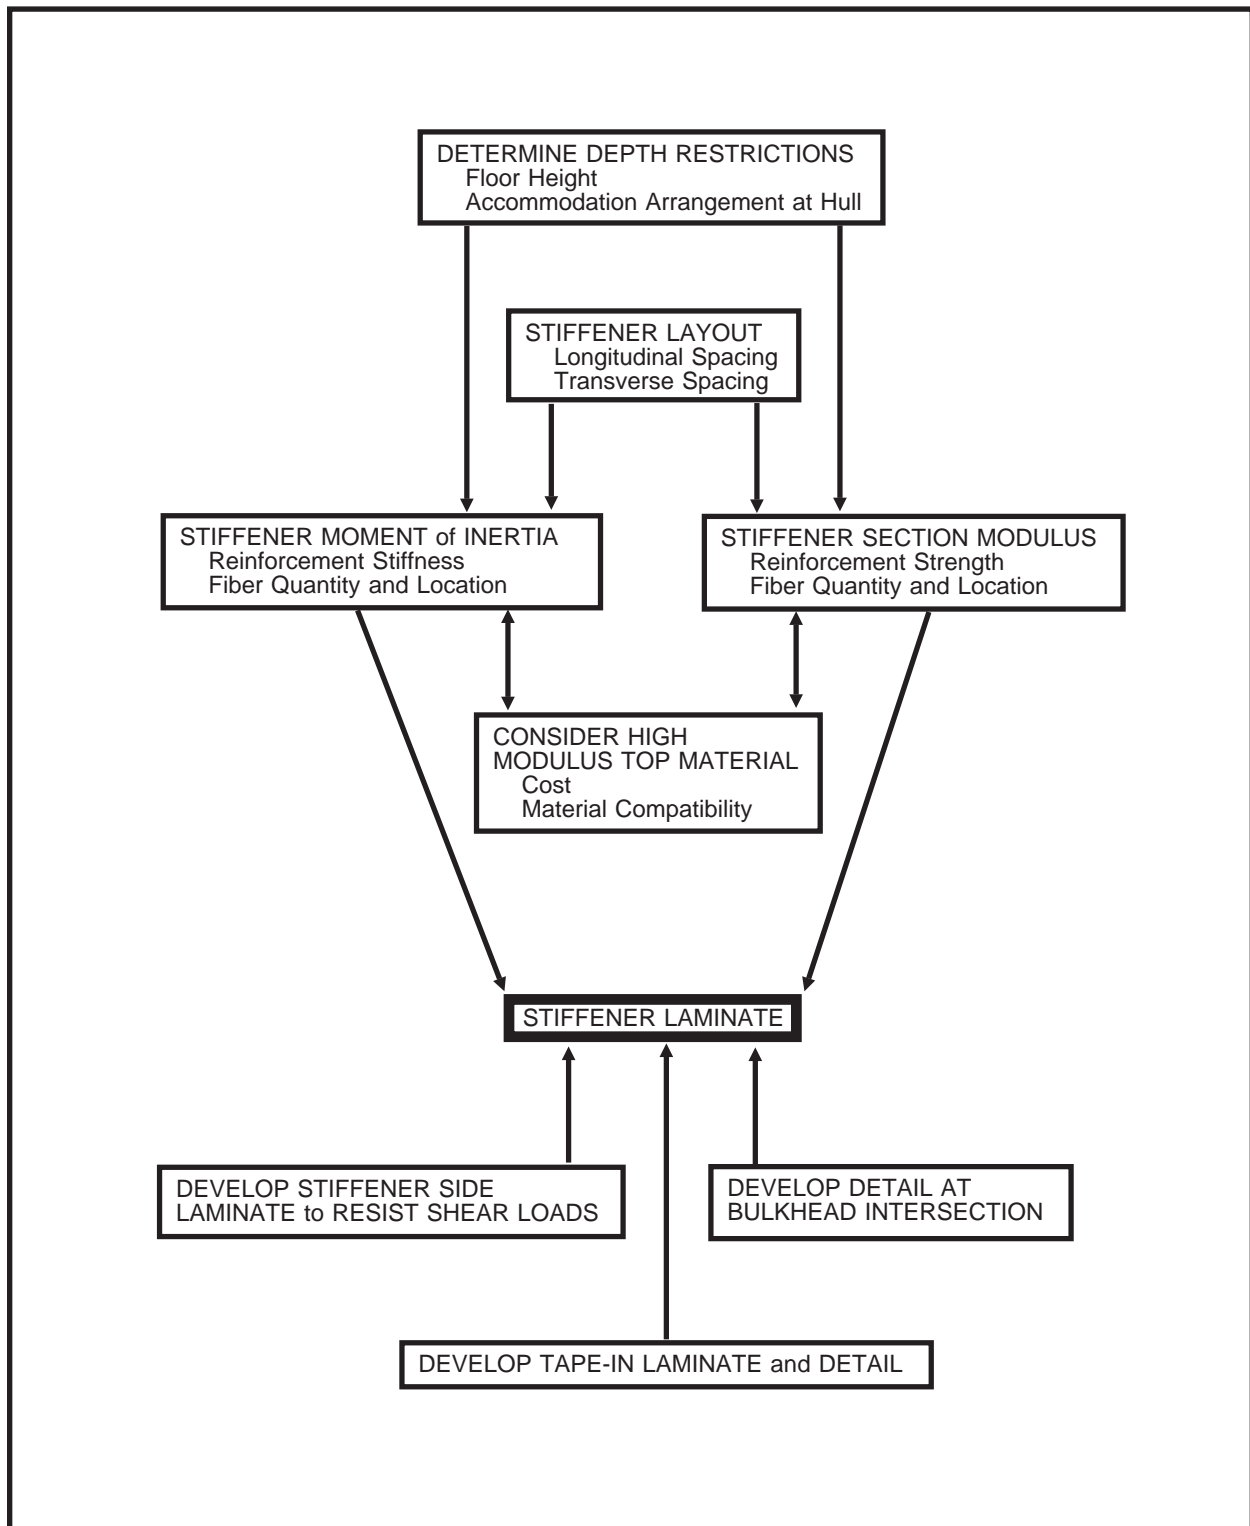 DETERMINE DEPTH RESTRICTIONS
Floor Height
Accommodation Arrangement at Hull
STIFFENER LAYOUT
Longitudinal Spacing
Transverse Spacing
STIFFENER MOMENT of INERTIA
Reinforcement Stiffness
Fiber Quantity and Location
STIFFENER SECTION MODULUS
Reinforcement Strength
Fiber Quantity and Location
CONSIDER HIGH
MODULUS TOP MATERIAL
Cost
Material Compatibility
STIFFENER LAMINATE
DEVELOP STIFFENER SIDE
LAMINATE to RESIST SHEAR LOADS
DEVELOP DETAIL AT
BULKHEAD INTERSECTION
DEVELOP TAPE-IN LAMINATE and DETAIL